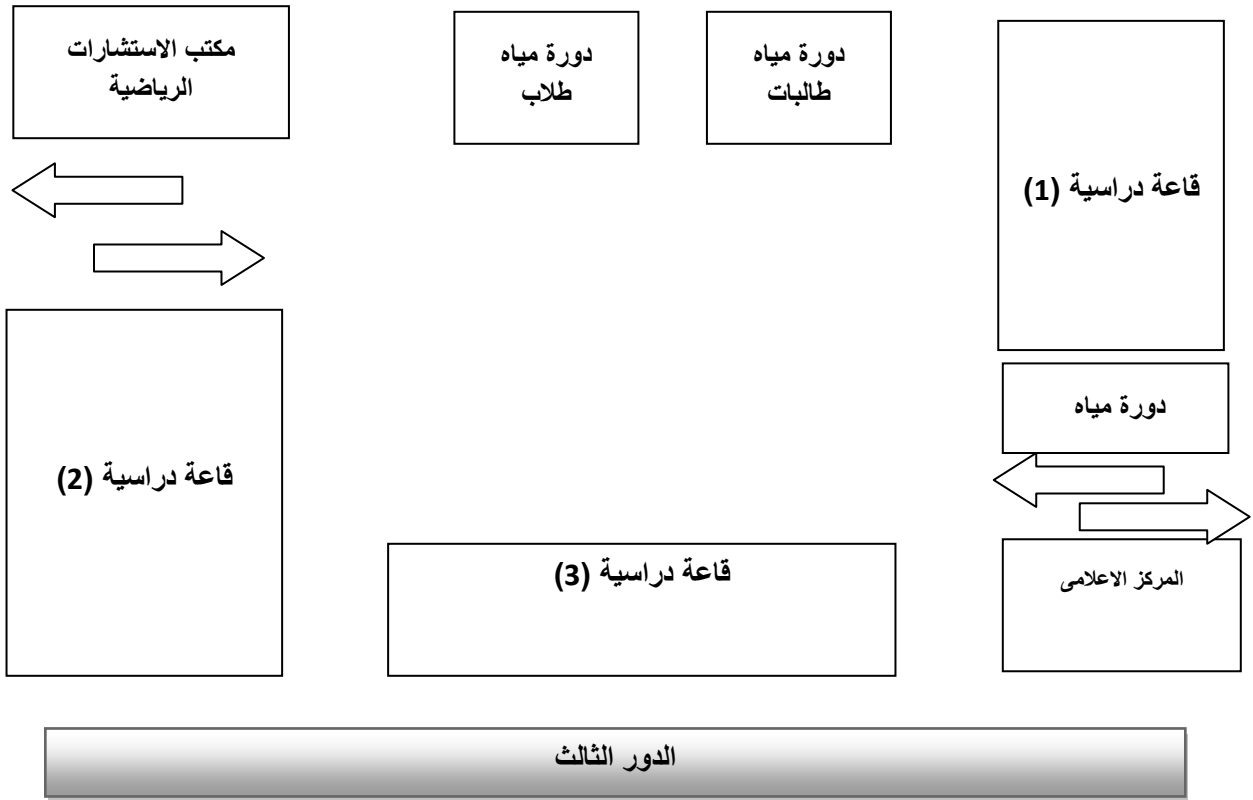 مكتب الاستشارات
الرياضية
دورة مياه
طلاب
دورة مياه
طالبات
قاعة دراسية (1)
دورة مياه
قاعة دراسية (2)
قاعة دراسية (3)
المركز الاعلامى
الدور الثالث